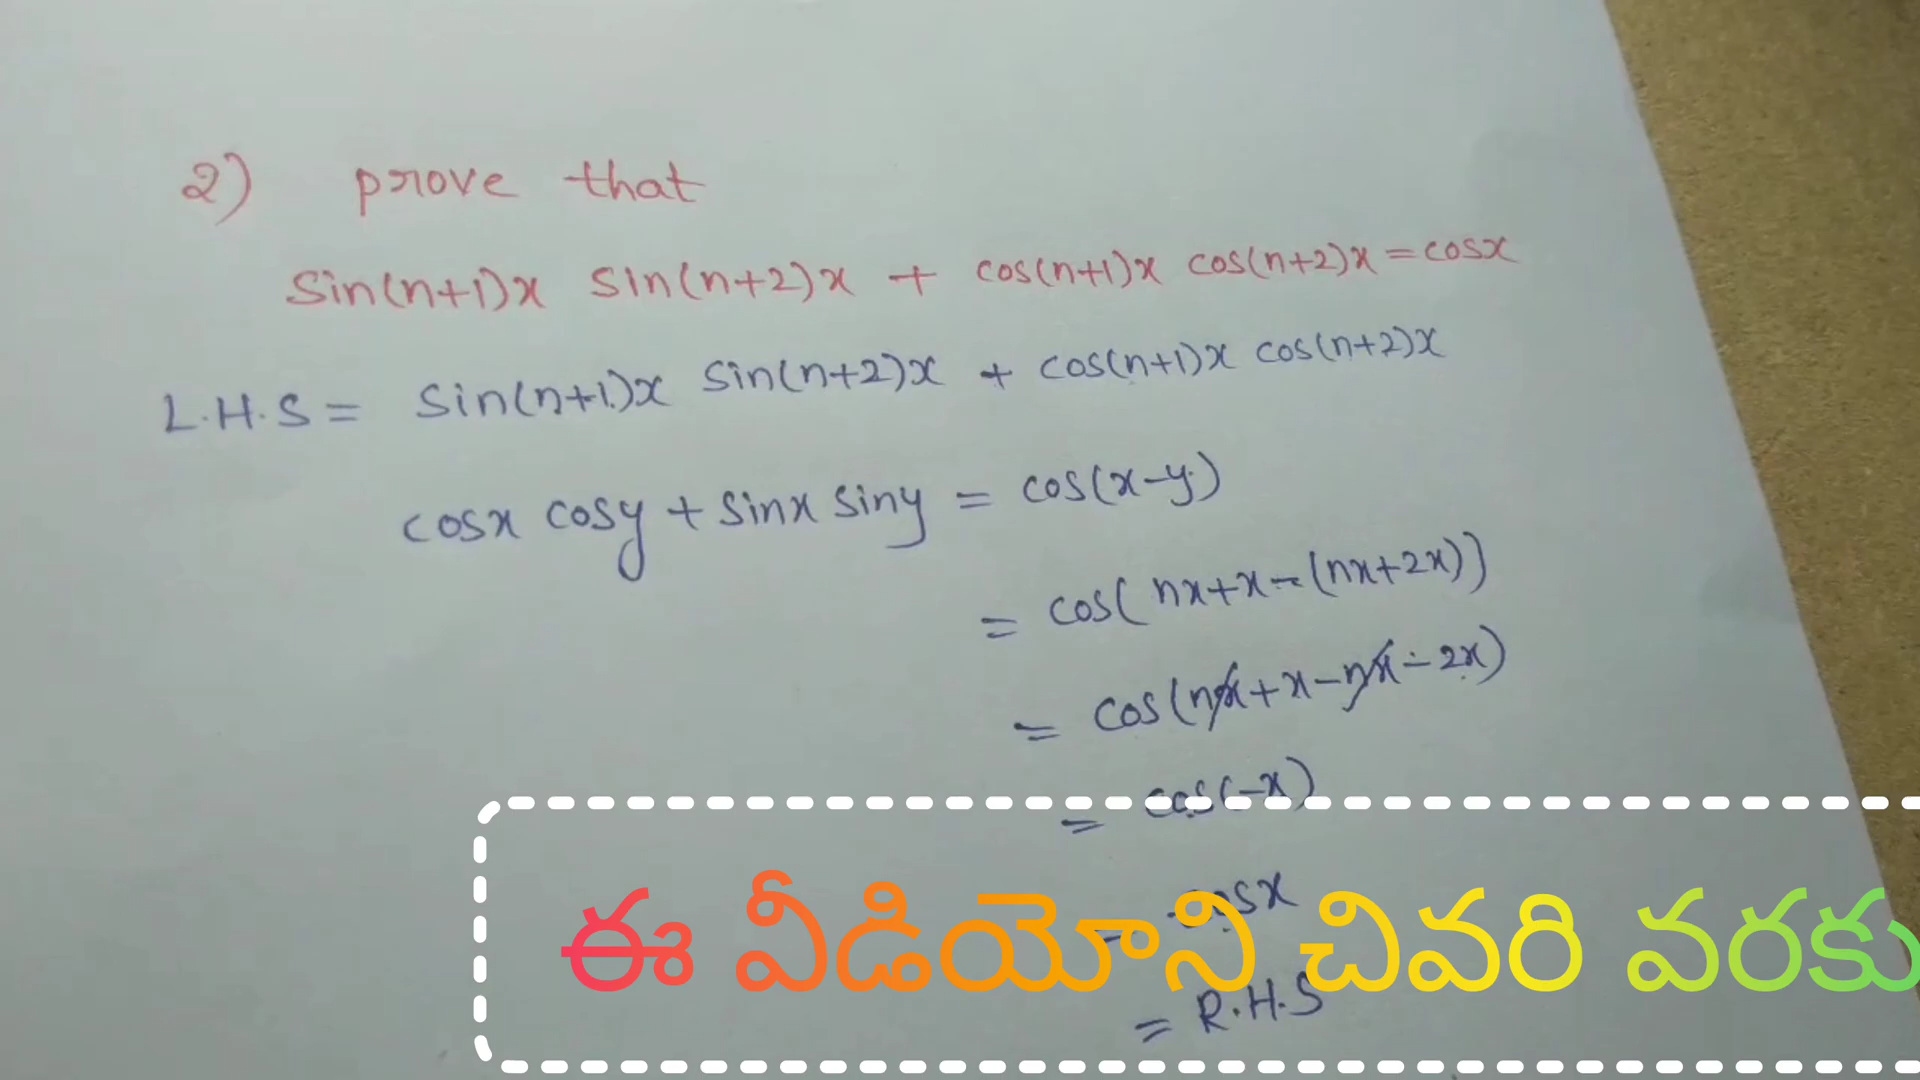 2) prove that
Sin(n+1)x Sin(n+2)x + cos(n+1)x cos(n+2)x = cosx
L.H.S = Sin(n+1)x Sin(n+2)x + cos(n+1)x cos(n+2)x
cosx cosy + sinx siny = cos(x-y)
= cos(nx+x-(nx+2x))
= cos(nx+x-nx-2x)
= cos(-x)
= cosx
ఈ వీడియోని చివరి వరకు
= R.H.S